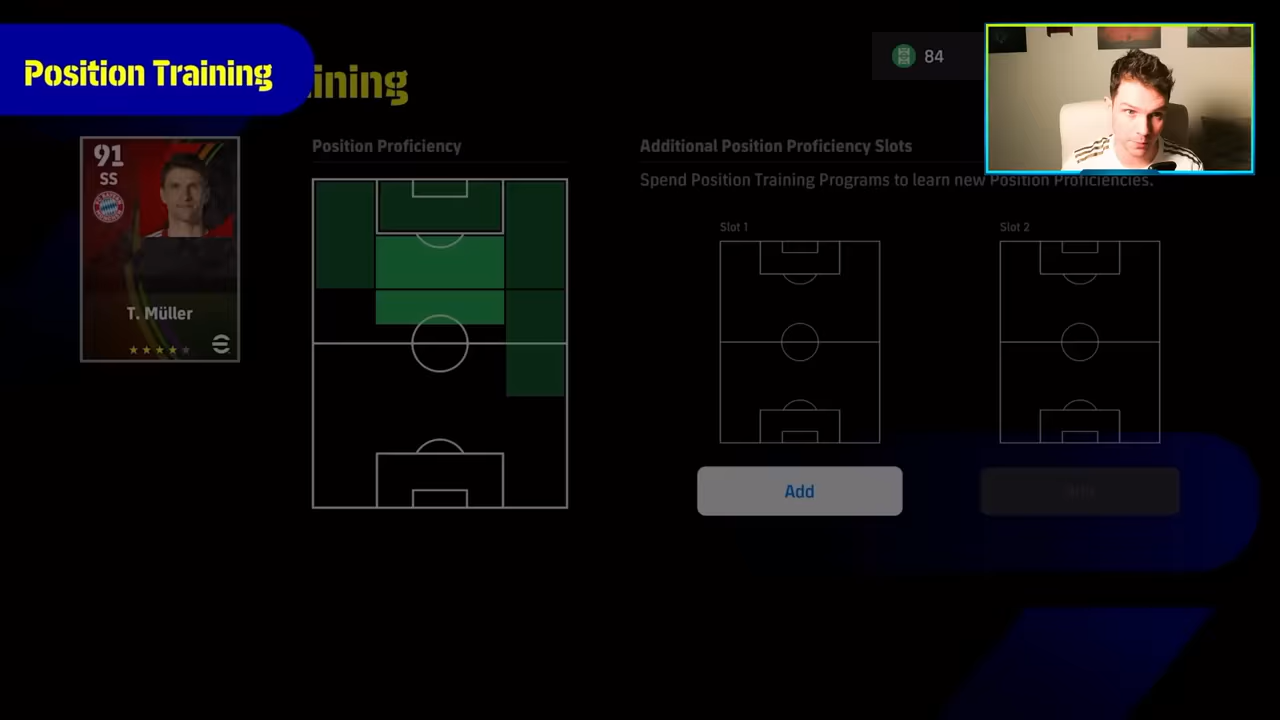 Position Training
ining
84
91
SS
T. Müller
Position Proficiency
Additional Position Proficiency Slots
Spend Position Training Programs to learn new Position Proficiencies.
Slot 1
Slot 2
Add